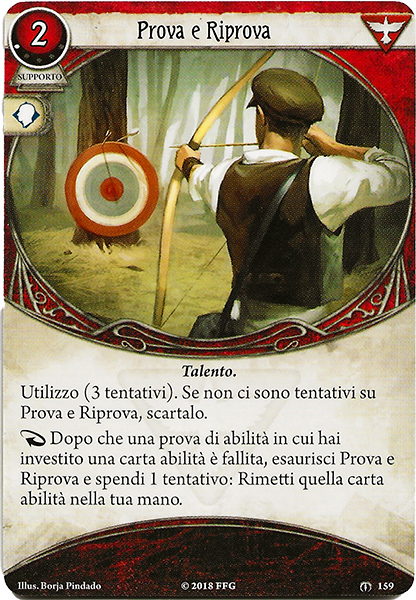 2
Prova e Riprova
SUPPORTO
Talento.
Utilizzo (3 tentativi). Se non ci sono tentativi su
Prova e Riprova, scartalo.
Dopo che una prova di abilità in cui hai
investito una carta abilità è fallita, esaurisci Prova e
Riprova e spendi 1 tentativo: Rimetti quella carta
abilità nella tua mano.
Illus. Borja Pindado © 2018 FFG 159